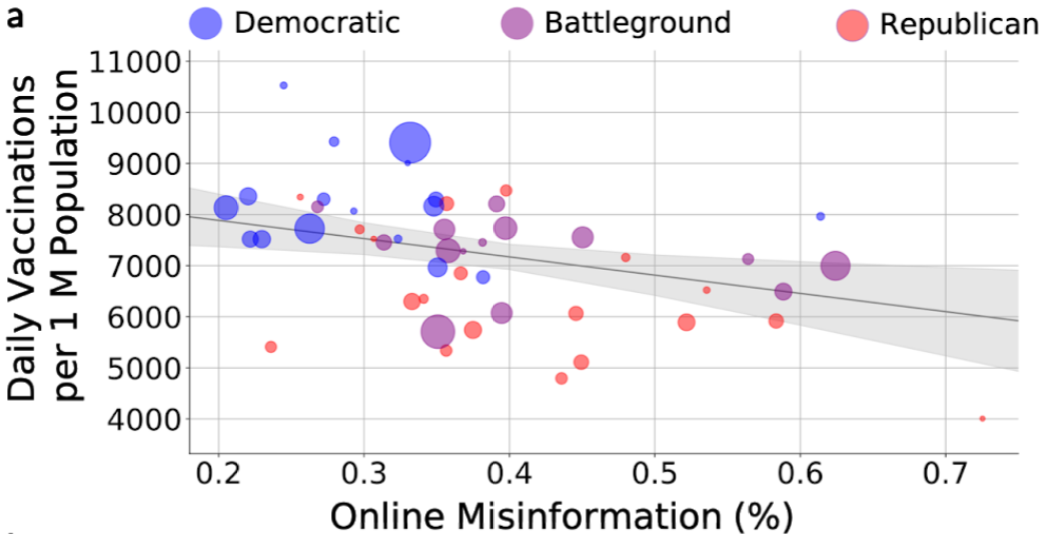 a
Democratic Battleground Republican
Daily Vaccinations
per 1 M Population
11000
10000
9000
8000
7000
6000
5000
4000
0.2 0.3 0.4 0.5 0.6 0.7
Online Misinformation (%)